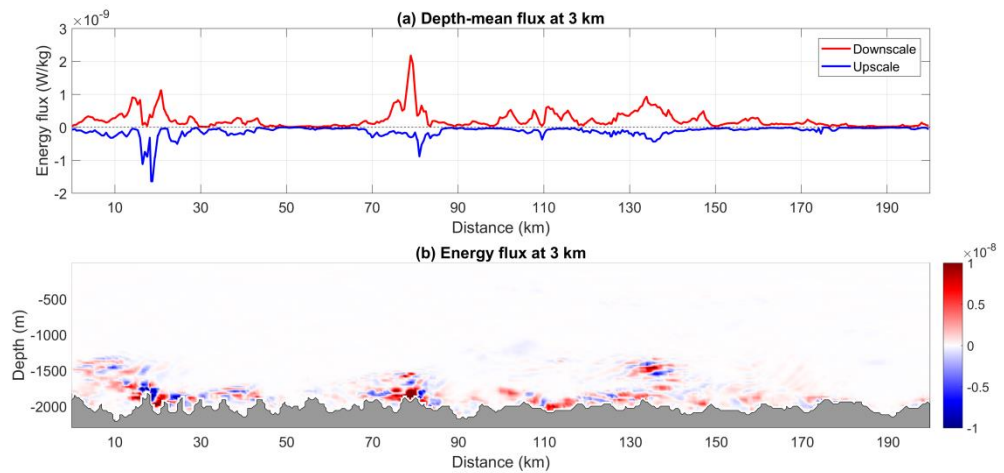 (a) Depth-mean flux at 3 km
×10⁻⁹
3
2
1
0
-1
-2
Energy flux (W/kg)
Downscale
Upscale
10 30 50 70 90 110 130 150 170 190
Distance (km)
(b) Energy flux at 3 km
×10⁻⁸
-500
-1000
-1500
-2000
Depth (m)
1
0.5
0
-0.5
-1
10 30 50 70 90 110 130 150 170 190
Distance (km)